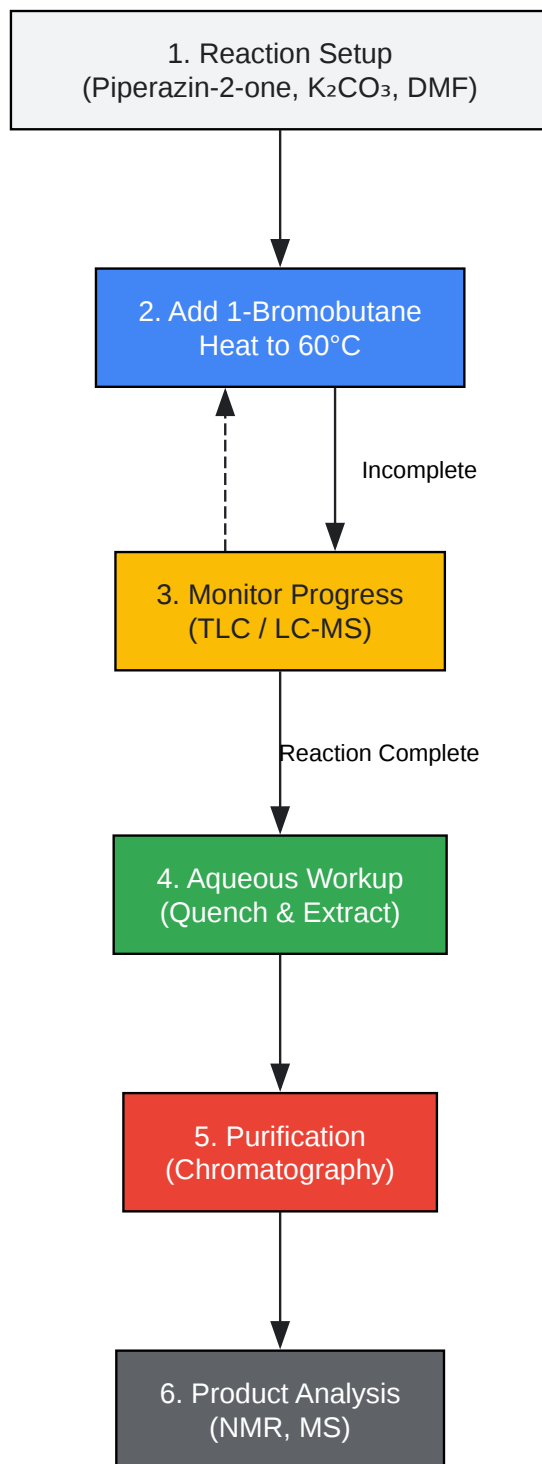 1. Reaction Setup
(Piperazin-2-one, K₂CO₃, DMF)
2. Add 1-Bromobutane
Heat to 60°C
Incomplete
3. Monitor Progress
(TLC / LC-MS)
Reaction Complete
4. Aqueous Workup
(Quench & Extract)
5. Purification
(Chromatography)
6. Product Analysis
(NMR, MS)